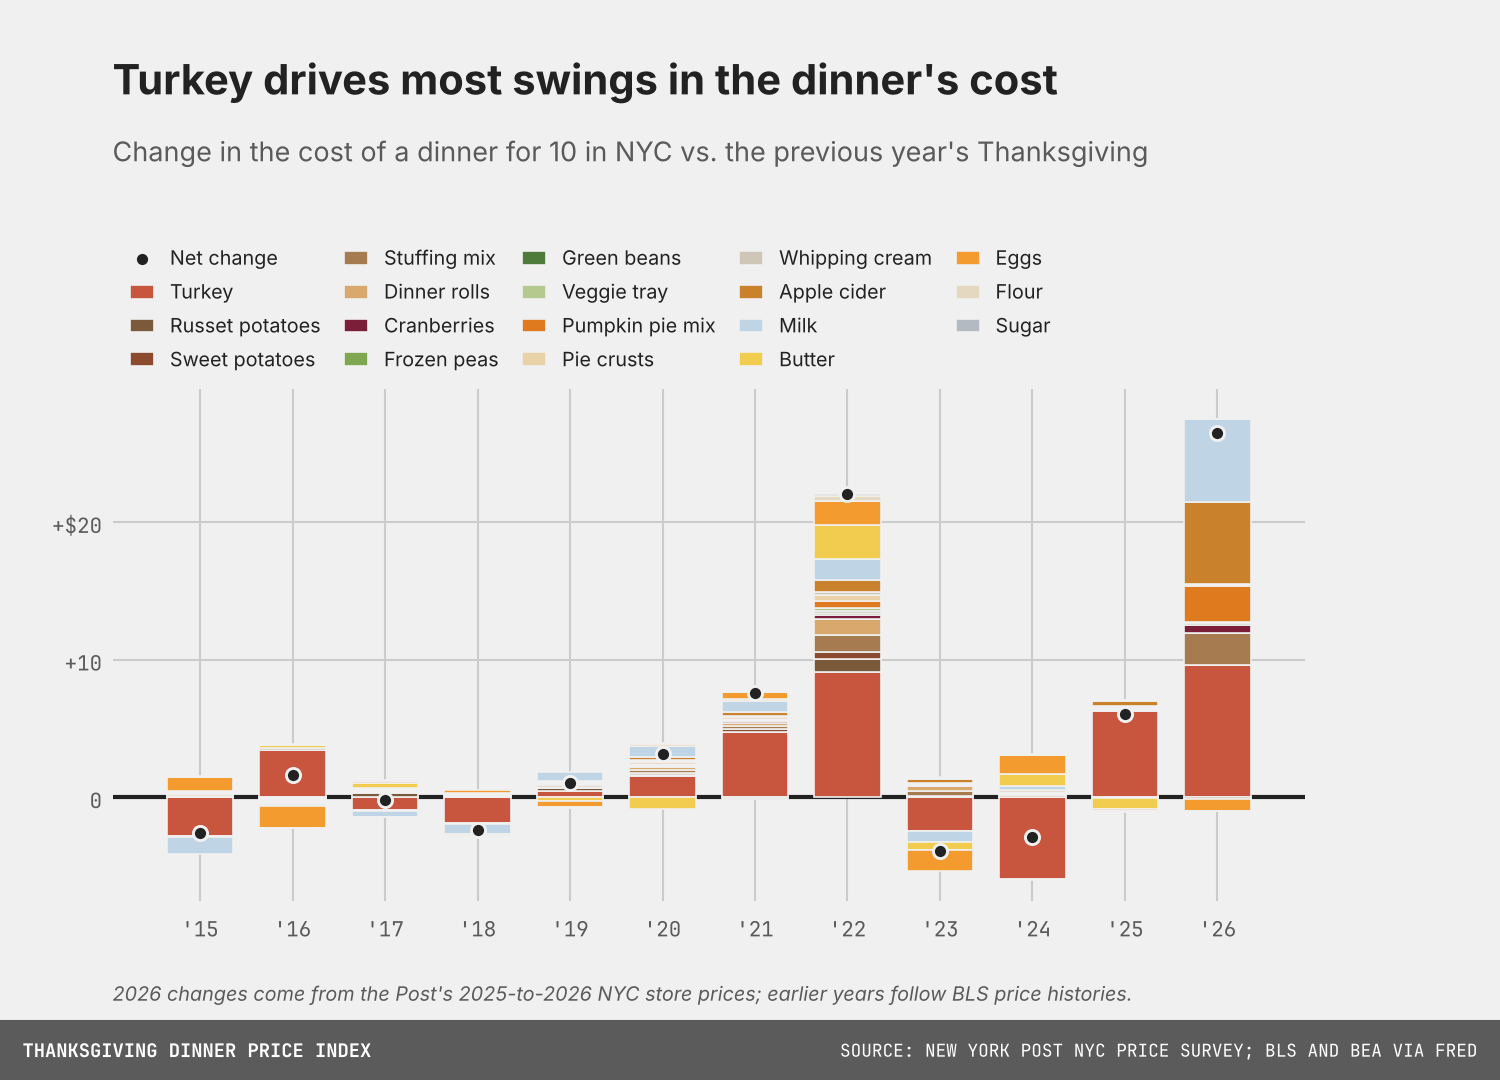 Turkey drives most swings in the dinner's cost
Change in the cost of a dinner for 10 in NYC vs. the previous year's Thanksgiving
Net change
Turkey
Russet potatoes
Sweet potatoes
Stuffing mix
Dinner rolls
Cranberries
Frozen peas
Green beans
Veggie tray
Pumpkin pie mix
Pie crusts
Whipping cream
Apple cider
Milk
Butter
Eggs
Flour
Sugar
+$20
+10
0
'15 '16 '17 '18 '19 '20 '21 '22 '23 '24 '25 '26
2026 changes come from the Post's 2025-to-2026 NYC store prices; earlier years follow BLS price histories.
THANKSGIVING DINNER PRICE INDEX
SOURCE: NEW YORK POST NYC PRICE SURVEY; BLS AND BEA VIA FRED